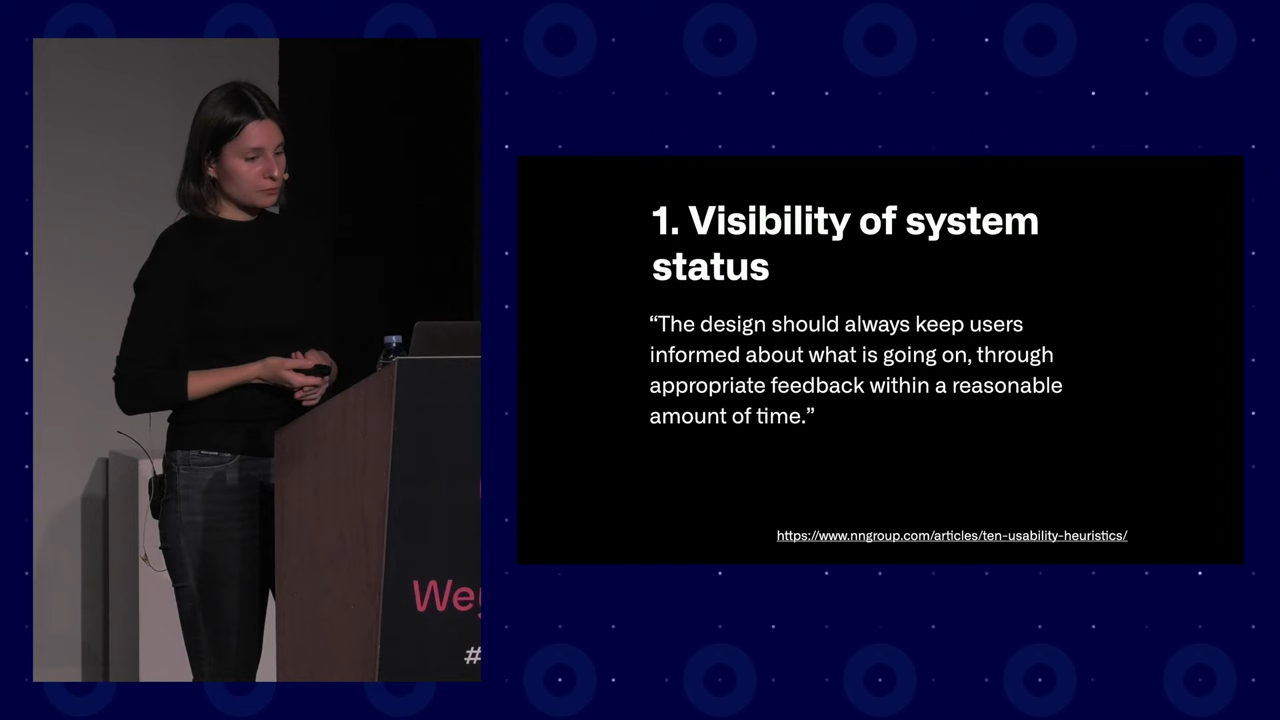 1. Visibility of system
status
“The design should always keep users
informed about what is going on, through
appropriate feedback within a reasonable
amount of time.”
https://www.nngroup.com/articles/ten-usability-heuristics/
#